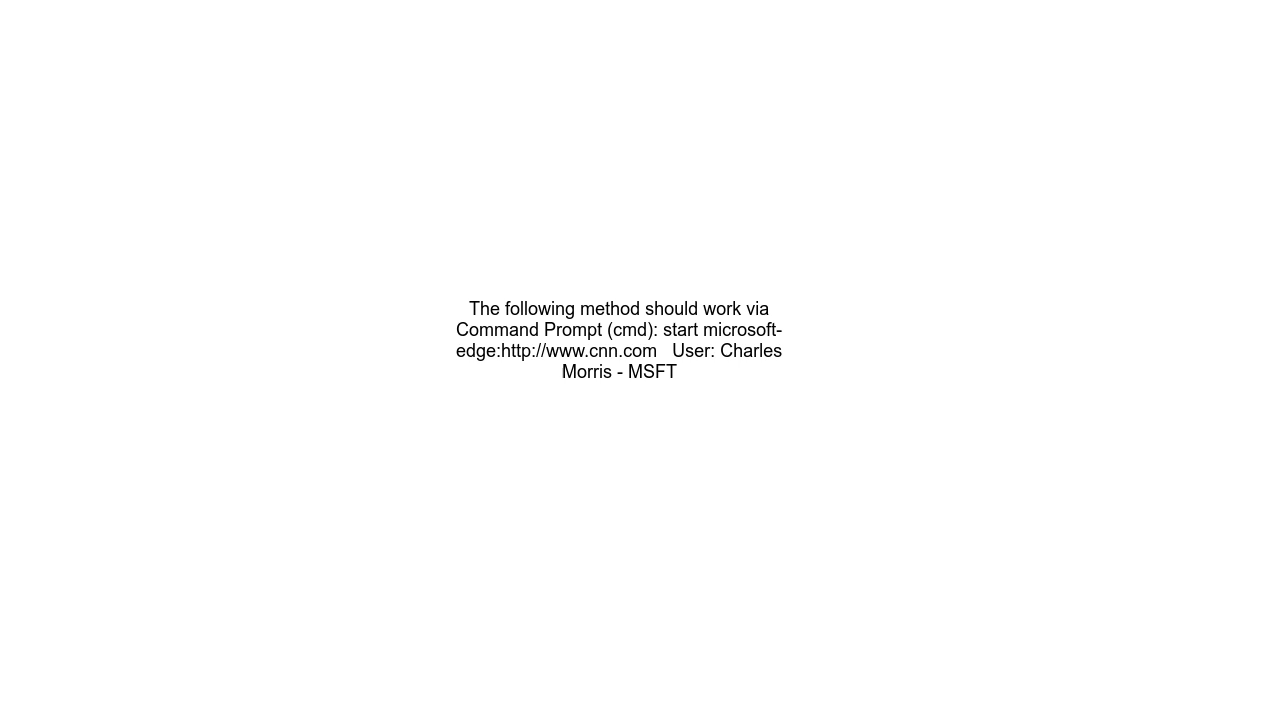 The following method should work via
Command Prompt (cmd): start microsoft-
edge:http://www.cnn.com   User: Charles
Morris - MSFT